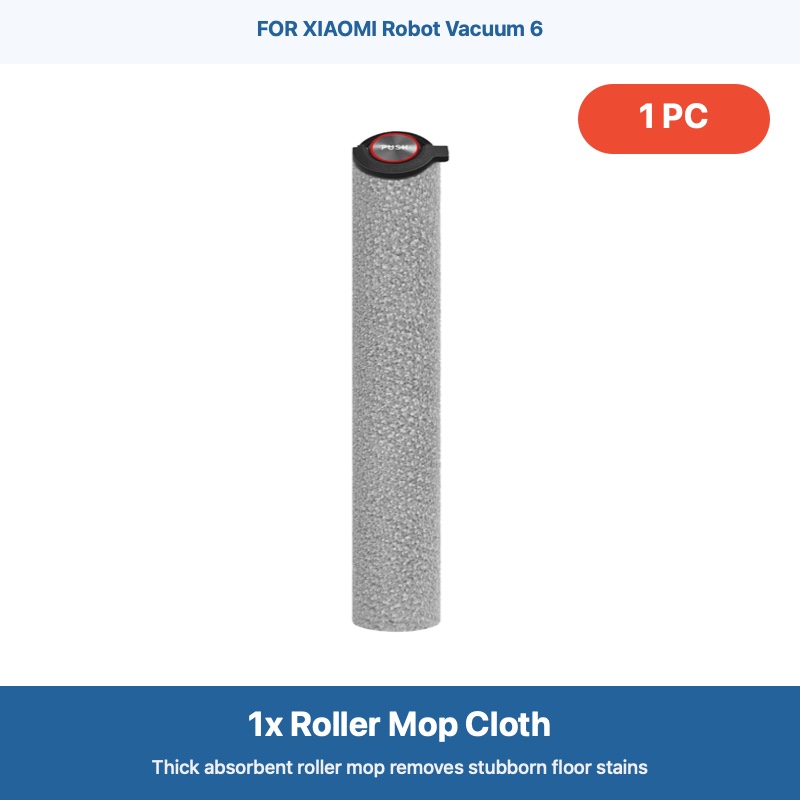 FOR XIAOMI Robot Vacuum 6
1 PC
PUSH
1x Roller Mop Cloth
Thick absorbent roller mop removes stubborn floor stains